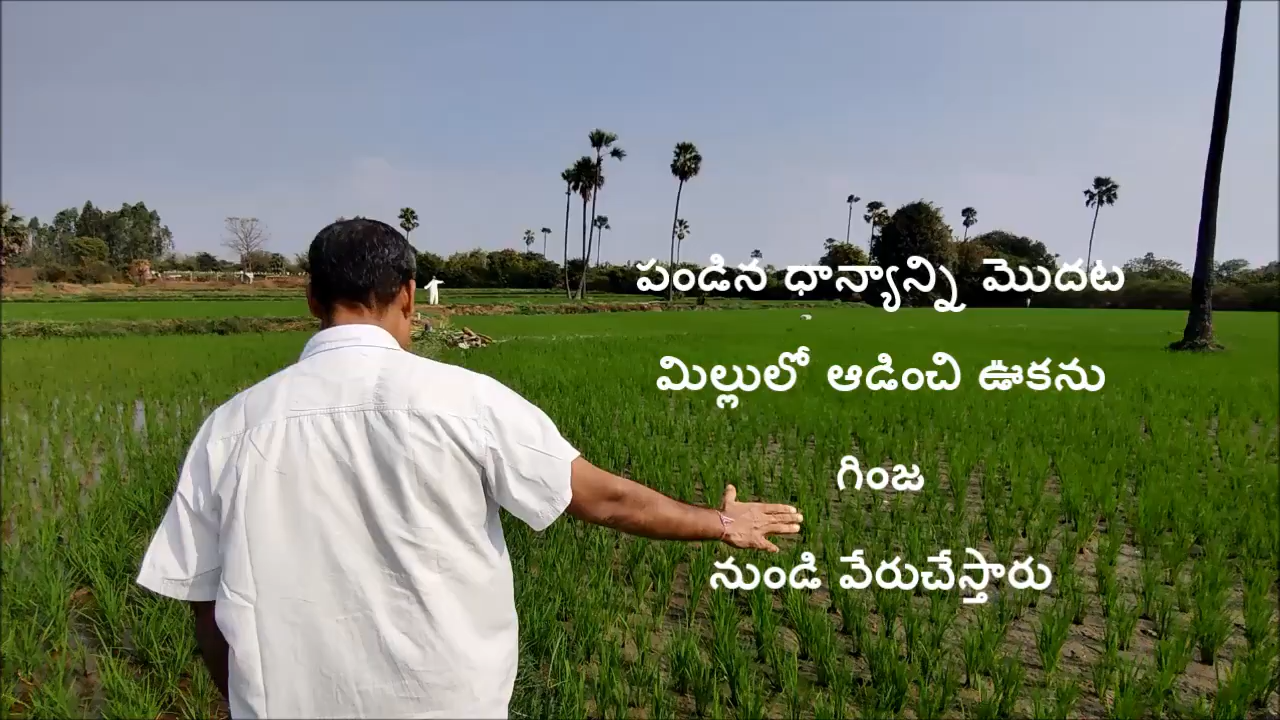 పండిన ధాన్యాన్ని మొదట
మిల్లులో ఆడించి ఊకను
గింజ
నుండి వేరుచేస్తారు